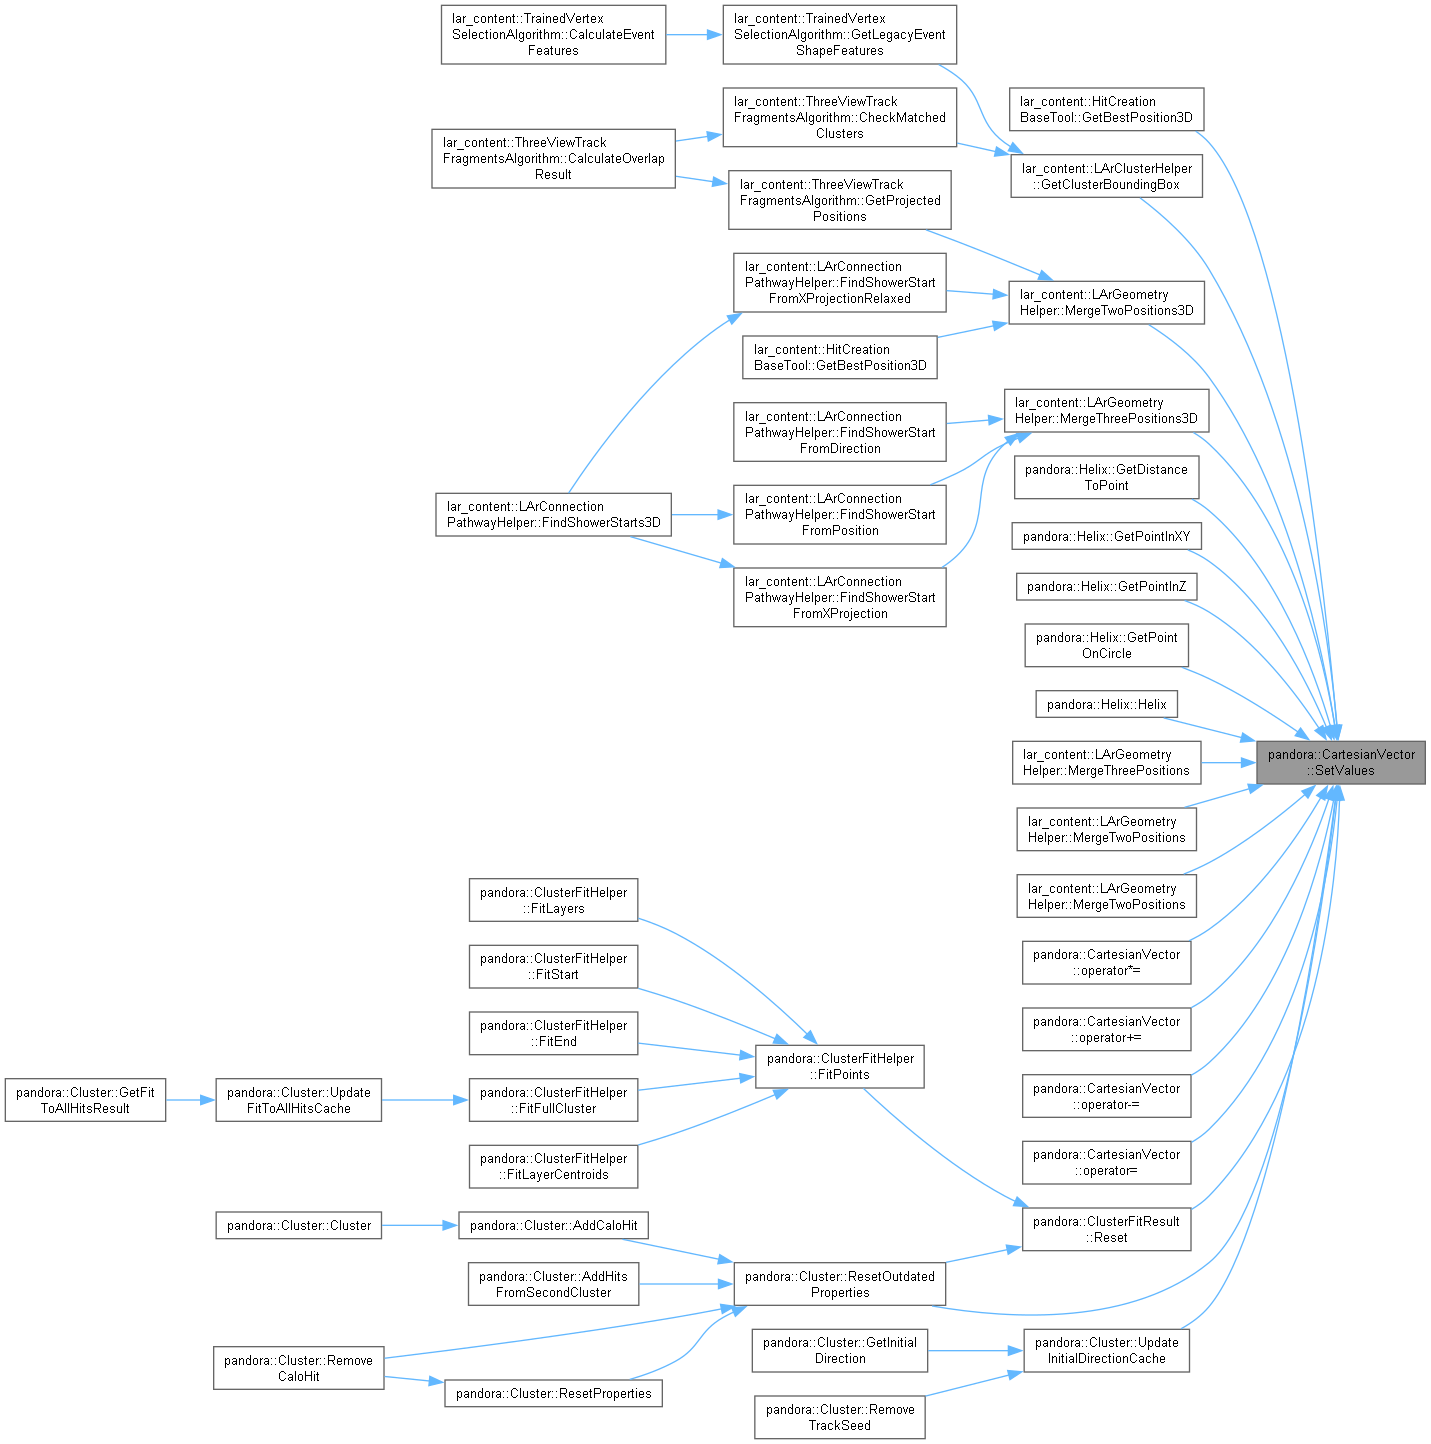 lar_content::TrainedVertex
SelectionAlgorithm::CalculateEvent
Features
lar_content::TrainedVertex
SelectionAlgorithm::GetLegacyEvent
ShapeFeatures
lar_content::ThreeViewTrack
FragmentsAlgorithm::CheckMatched
Clusters
lar_content::HitCreation
BaseTool::GetBestPosition3D
lar_content::ThreeViewTrack
FragmentsAlgorithm::CalculateOverlap
Result
lar_content::LArClusterHelper
::GetClusterBoundingBox
lar_content::ThreeViewTrack
FragmentsAlgorithm::GetProjected
Positions
lar_content::LArConnection
PathwayHelper::FindShowerStart
FromXProjectionRelaxed
lar_content::LArGeometry
Helper::MergeTwoPositions3D
lar_content::HitCreation
BaseTool::GetBestPosition3D
lar_content::LArGeometry
Helper::MergeThreePositions3D
lar_content::LArConnection
PathwayHelper::FindShowerStart
FromDirection
pandora::Helix::GetDistance
ToPoint
lar_content::LArConnection
PathwayHelper::FindShowerStarts3D
lar_content::LArConnection
PathwayHelper::FindShowerStart
FromPosition
pandora::Helix::GetPointInXY
lar_content::LArConnection
PathwayHelper::FindShowerStart
FromXProjection
pandora::Helix::GetPointInZ
pandora::Helix::GetPoint
OnCircle
pandora::Helix::Helix
lar_content::LArGeometry
Helper::MergeThreePositions
pandora::CartesianVector
::SetValues
lar_content::LArGeometry
Helper::MergeTwoPositions
lar_content::LArGeometry
Helper::MergeTwoPositions
pandora::ClusterFitHelper
::FitLayers
pandora::CartesianVector
::operator*=
pandora::ClusterFitHelper
::FitStart
pandora::CartesianVector
::operator+=
pandora::ClusterFitHelper
::FitEnd
pandora::ClusterFitHelper
::FitPoints
pandora::CartesianVector
::operator-=
pandora::Cluster::GetFit
ToAllHitsResult
pandora::Cluster::Update
FitToAllHitsCache
pandora::ClusterFitHelper
::FitFullCluster
pandora::CartesianVector
::operator=
pandora::ClusterFitHelper
::FitLayerCentroids
pandora::Cluster::Cluster
pandora::Cluster::AddCaloHit
pandora::ClusterFitResult
::Reset
pandora::Cluster::AddHits
FromSecondCluster
pandora::Cluster::ResetOutdated
Properties
pandora::Cluster::GetInitial
Direction
pandora::Cluster::Update
InitialDirectionCache
pandora::Cluster::Remove
CaloHit
pandora::Cluster::ResetProperties
pandora::Cluster::Remove
TrackSeed